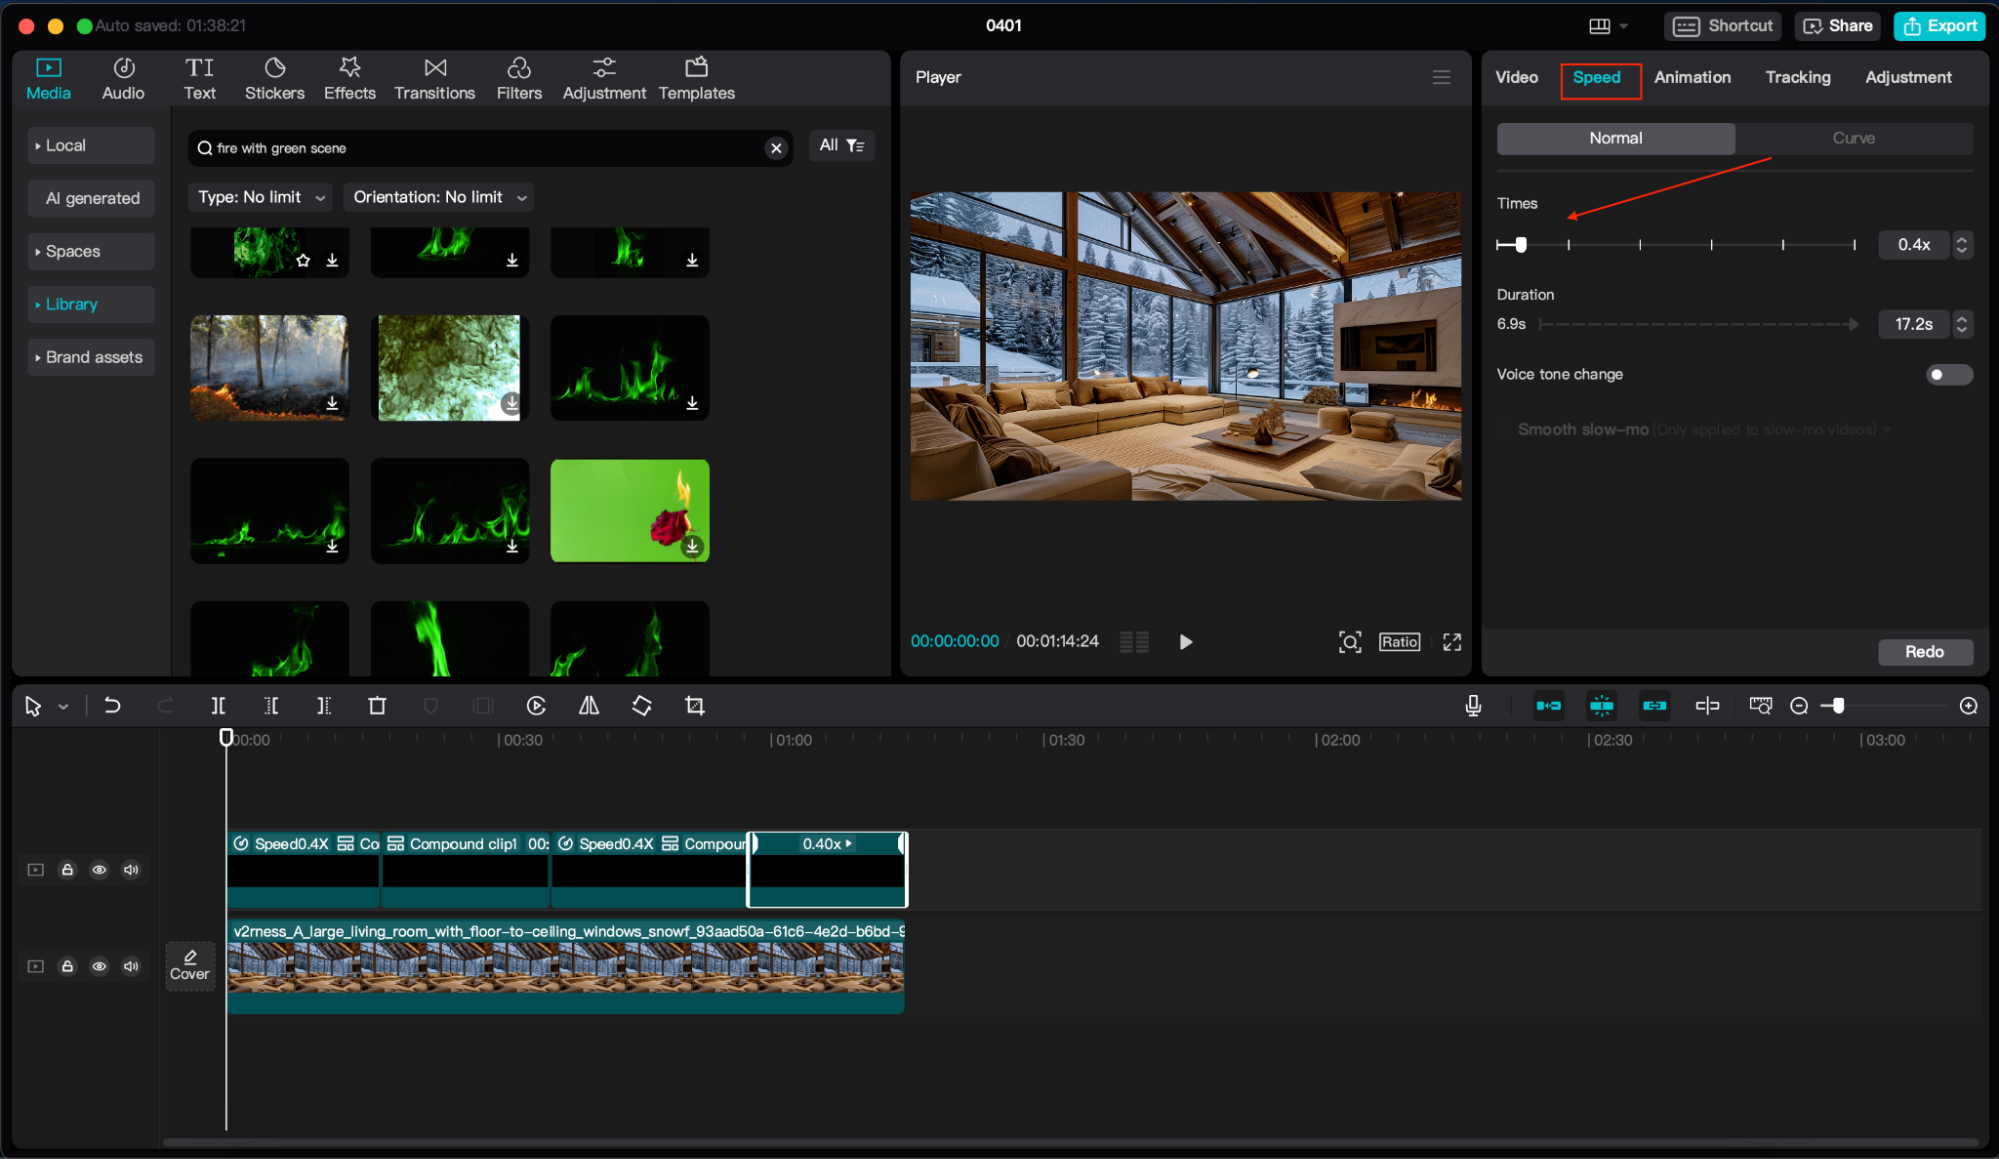 Auto saved: 01:38:21
0401
Shortcut
Share
Export
Media
Audio
TI
Text
Stickers
Effects
Transitions
Filters
Adjustment
Templates
Local
AI generated
Spaces
Library
Brand assets
fire with green scene
All
Type: No limit
Orientation: No limit
Player
00:00:00:00
00:01:14:24
Ratio
Video
Speed
Animation
Tracking
Adjustment
Normal
Curve
Times
0.4x
Duration
6.9s
17.2s
Voice tone change
Smooth slow-mo (Only applied to slow-mo videos)
Redo
00:00
00:30
01:00
01:30
02:00
02:30
03:00
Speed0.4X Co
Compound clip1 00:
Speed0.4X Compour
0.40x
Cover
v2rness_A_large_living_room_with_floor-to-ceiling_windows_snowf_93aad50a-61c6-4e2d-b6bd-9